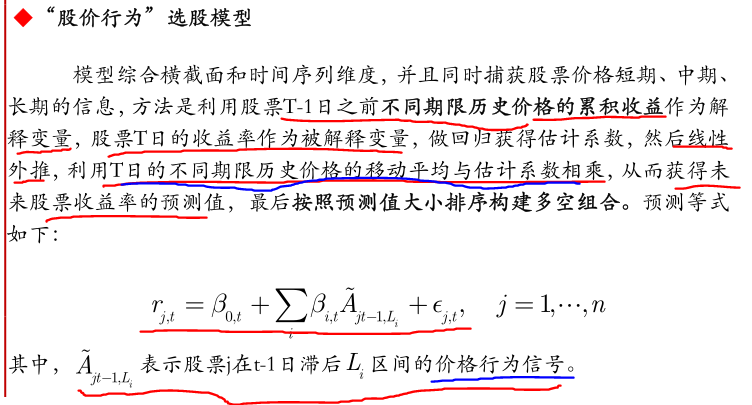 ◆ “股价行为”选股模型
模型综合横截面和时间序列维度，并且同时捕获股票价格短期、中期、
长期的信息，方法是利用股票T-1日之前不同期限历史价格的累积收益作为解
释变量，股票T日的收益率作为被解释变量，做回归获得估计系数，然后线性
外推，利用T日的不同期限历史价格的移动平均与估计系数相乘，从而获得未
来股票收益率的预测值，最后按照预测值大小排序构建多空组合。预测等式
如下：
r_{j,t} = β_{0,t} + ∑_i β_{i,t} Ã_{jt−1,L_i} + ϵ_{j,t}, j = 1,⋯,n
其中，Ã_{jt−1,L_i} 表示股票j在t-1日滞后 L_i 区间的价格行为信号。